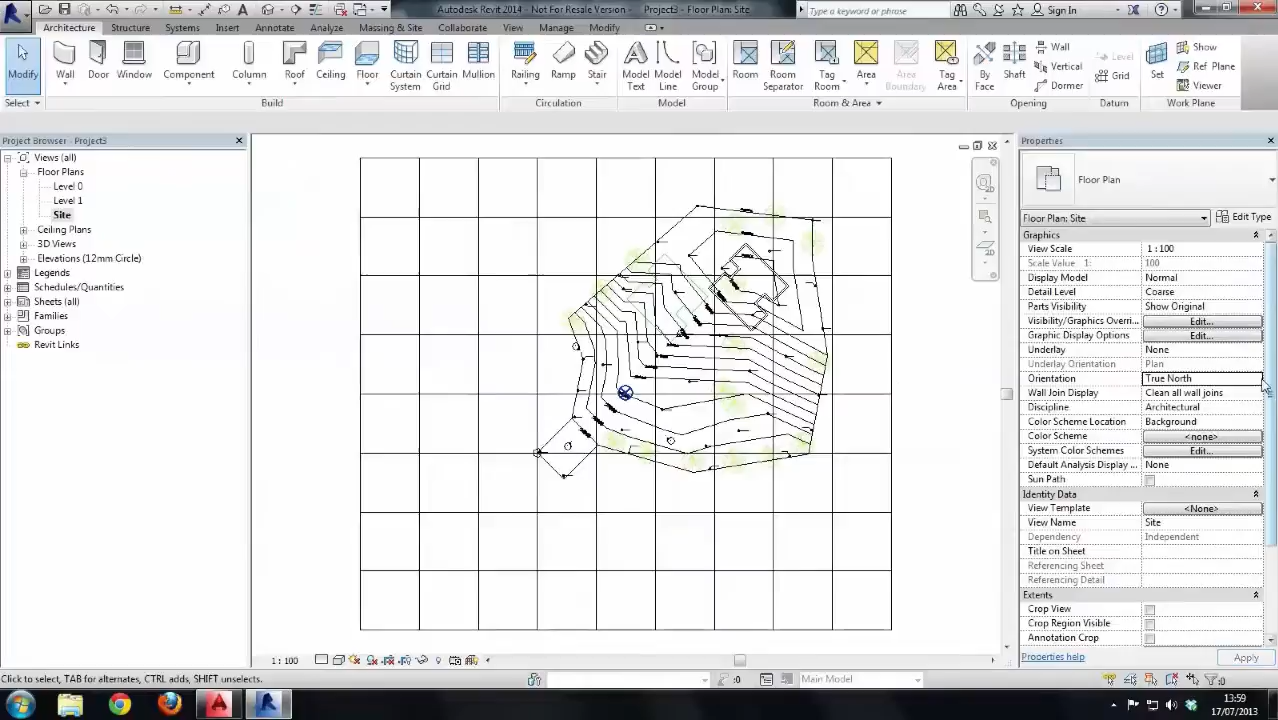 Autodesk Revit 2014 - Not For Resale Version - Project3 - Floor Plan: Site
Type a keyword or phrase
Sign In
Architecture Structure Systems Insert Annotate Analyze Massing & Site Collaborate View Manage Modify
Modify Wall Door Window Component Column Roof Ceiling Floor Curtain System Curtain Grid Mullion Railing Ramp Stair Model Text Model Line Model Group Room Room Separator Tag Room Area Area Boundary Tag Area By Face Shaft Wall Vertical Dormer Level Grid Set Show Ref Plane Viewer
Select Build Circulation Model Room & Area Opening Datum Work Plane
Project Browser - Project3
Views (all)
Floor Plans
Level 0
Level 1
Site
Ceiling Plans
3D Views
Elevations (12mm Circle)
Legends
Schedules/Quantities
Sheets (all)
Families
Groups
Revit Links
Properties
Floor Plan
Floor Plan: Site Edit Type
Graphics
View Scale 1 : 100
Scale Value 1: 100
Display Model Normal
Detail Level Coarse
Parts Visibility Show Original
Visibility/Graphics Overri... Edit...
Graphic Display Options Edit...
Underlay None
Underlay Orientation Plan
Orientation True North
Wall Join Display Clean all wall joins
Discipline Architectural
Color Scheme Location Background
Color Scheme <none>
System Color Schemes Edit...
Default Analysis Display ... None
Sun Path
Identity Data
View Template <None>
View Name Site
Dependency Independent
Title on Sheet
Referencing Sheet
Referencing Detail
Extents
Crop View
Crop Region Visible
Annotation Crop
Properties help Apply
1 : 100
Click to select, TAB for alternates, CTRL adds, SHIFT unselects.
:0
Main Model
:0
13:59
17/07/2013